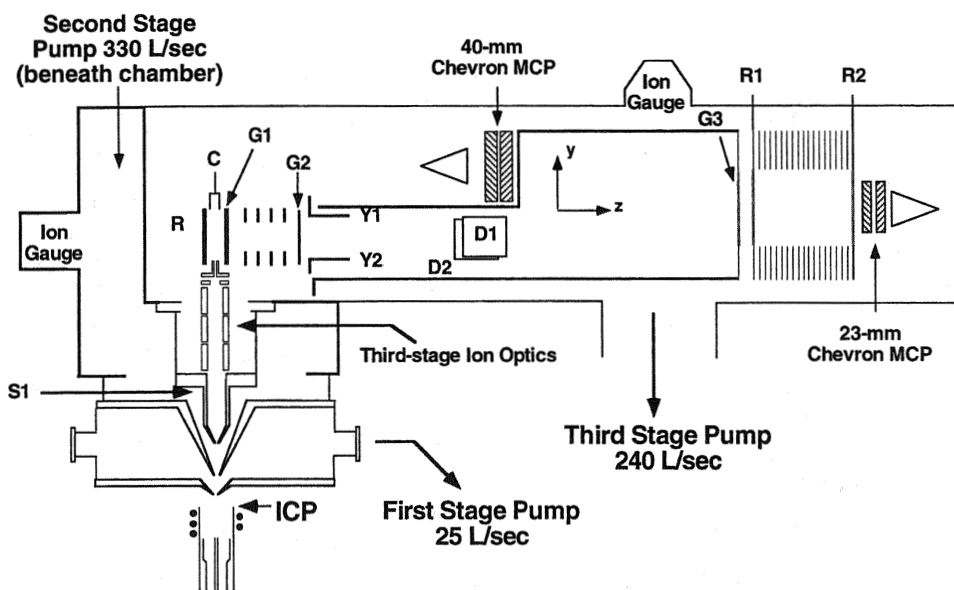 Second Stage
Pump 330 L/sec
(beneath chamber)
40-mm
Chevron MCP
Ion
Gauge
R1
R2
G3
G1
C
G2
y
z
R
Y1
Y2
D1
D2
Ion
Gauge
23-mm
Chevron MCP
Third-stage Ion Optics
S1
Third Stage Pump
240 L/sec
ICP
First Stage Pump
25 L/sec